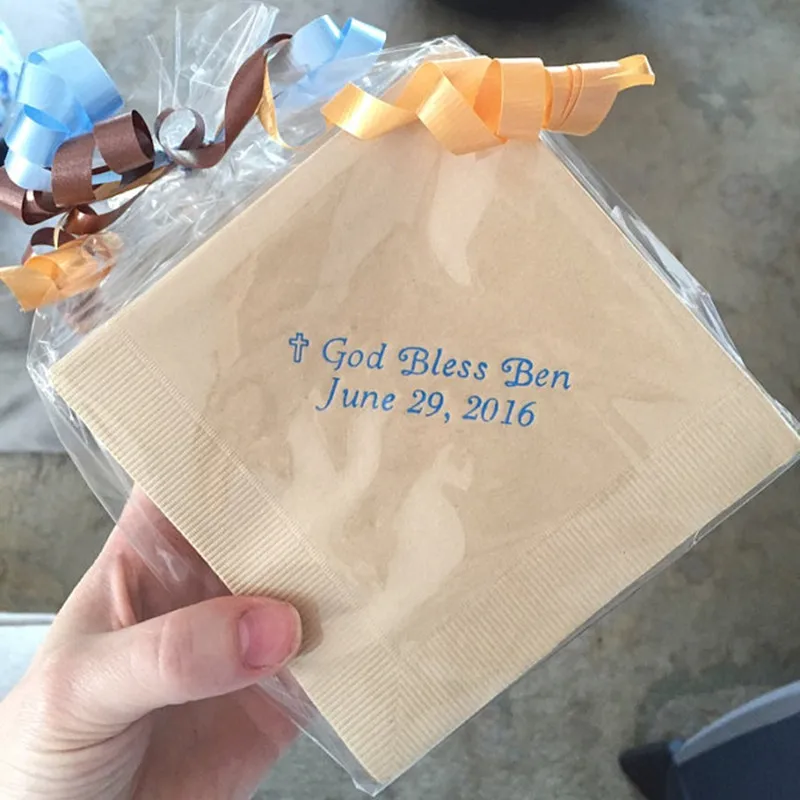 ✝ God Bless Ben
June 29, 2016